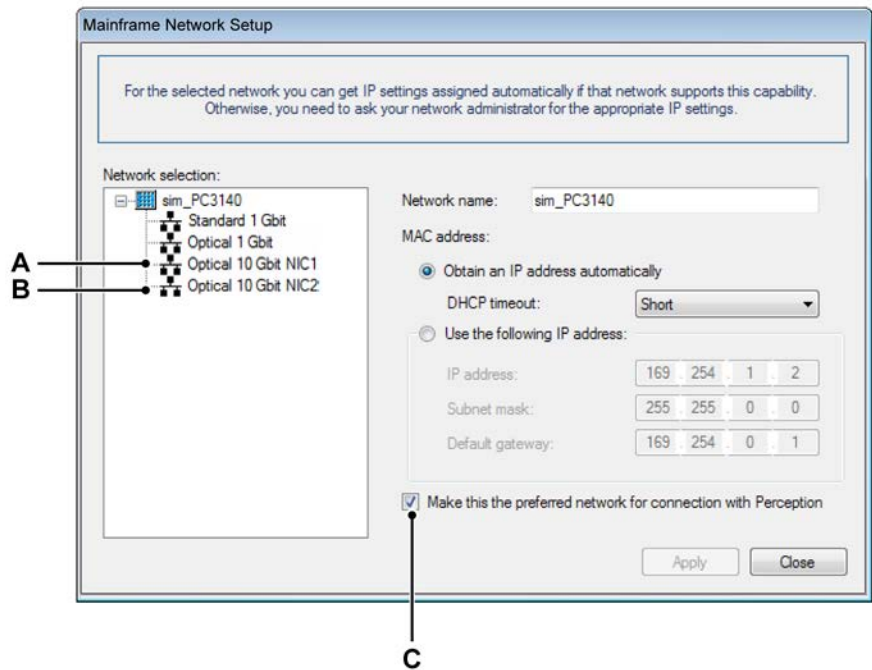 Mainframe Network Setup
For the selected network you can get IP settings assigned automatically if that network supports this capability.
Otherwise, you need to ask your network administrator for the appropriate IP settings.
Network selection:
sim_PC3140
Standard 1 Gbit
Optical 1 Gbit
A Optical 10 Gbit NIC1
B Optical 10 Gbit NIC2
Network name: sim_PC3140
MAC address:
Obtain an IP address automatically
DHCP timeout: Short
Use the following IP address:
IP address: 169 . 254 . 1 . 2
Subnet mask: 255 . 255 . 0 . 0
Default gateway: 169 . 254 . 0 . 1
Make this the preferred network for connection with Perception
Apply Close
C